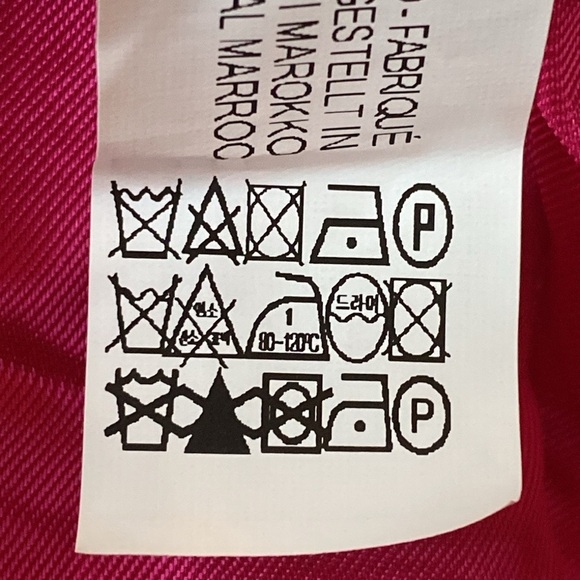 O-FABRIQUÉ
GESTELLT IN
I MAROKKO
AL MARROC
P
염소
1
80-120℃
드라이
P